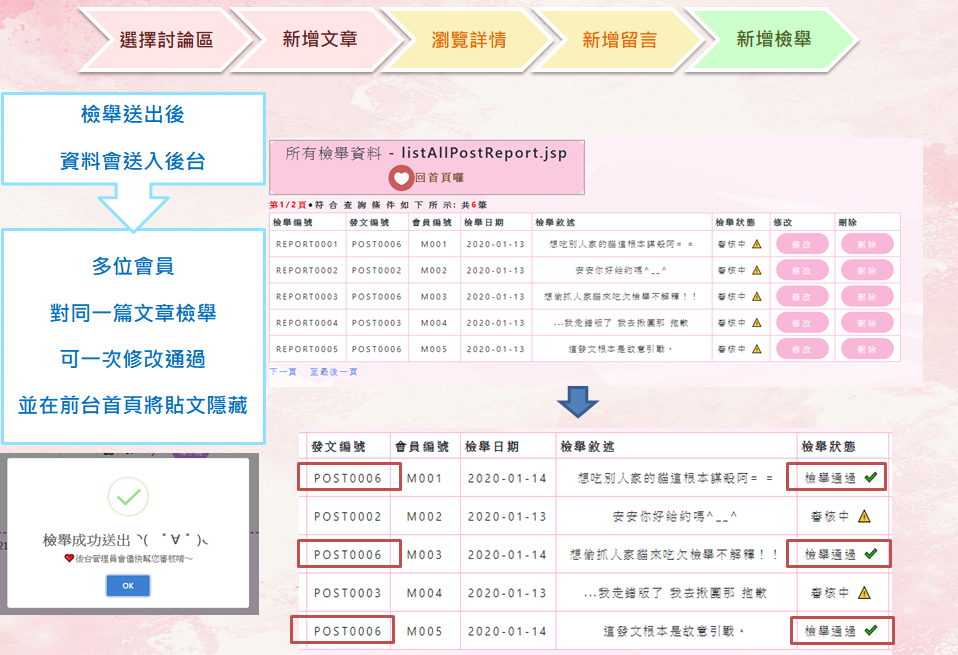 選擇討論區
新增文章
瀏覽詳情
新增留言
新增檢舉
檢舉送出後
資料會送入後台
多位會員
對同一篇文章檢舉
可一次修改通過
並在前台首頁將貼文隱藏
所有檢舉資料 - listAllPostReport.jsp
回首頁囉
第1/2頁●符合查詢條件如下所示: 共6筆
檢舉編號 發文編號 會員編號 檢舉日期 檢舉敘述 檢舉狀態 修改 刪除
REPORT0001 POST0006 M001 2020-01-13 想吃別人家的貓這根本謀殺阿= = 審核中 修改 刪除
REPORT0002 POST0002 M002 2020-01-13 安安你好給約嗎^__^ 審核中 修改 刪除
REPORT0003 POST0006 M003 2020-01-13 想偷抓人家貓來吃欠檢舉不解釋!! 審核中 修改 刪除
REPORT0004 POST0003 M004 2020-01-13 ...我走錯版了 我去揪團那 抱歉 審核中 修改 刪除
REPORT0005 POST0006 M005 2020-01-13 這發文根本是故意引戰。 審核中 修改 刪除
下一頁 至最後一頁
發文編號 會員編號 檢舉日期 檢舉敘述 檢舉狀態
POST0006 M001 2020-01-14 想吃別人家的貓這根本謀殺阿= = 檢舉通過
POST0002 M002 2020-01-13 安安你好給約嗎^__^ 審核中
POST0006 M003 2020-01-14 想偷抓人家貓來吃欠檢舉不解釋!! 檢舉通過
POST0003 M004 2020-01-13 ...我走錯版了 我去揪團那 抱歉 審核中
POST0006 M005 2020-01-14 這發文根本是故意引戰。 檢舉通過
檢舉成功送出 ヽ( ゜∀゜)ヽ
後台管理員會儘快幫您審核唷~
OK